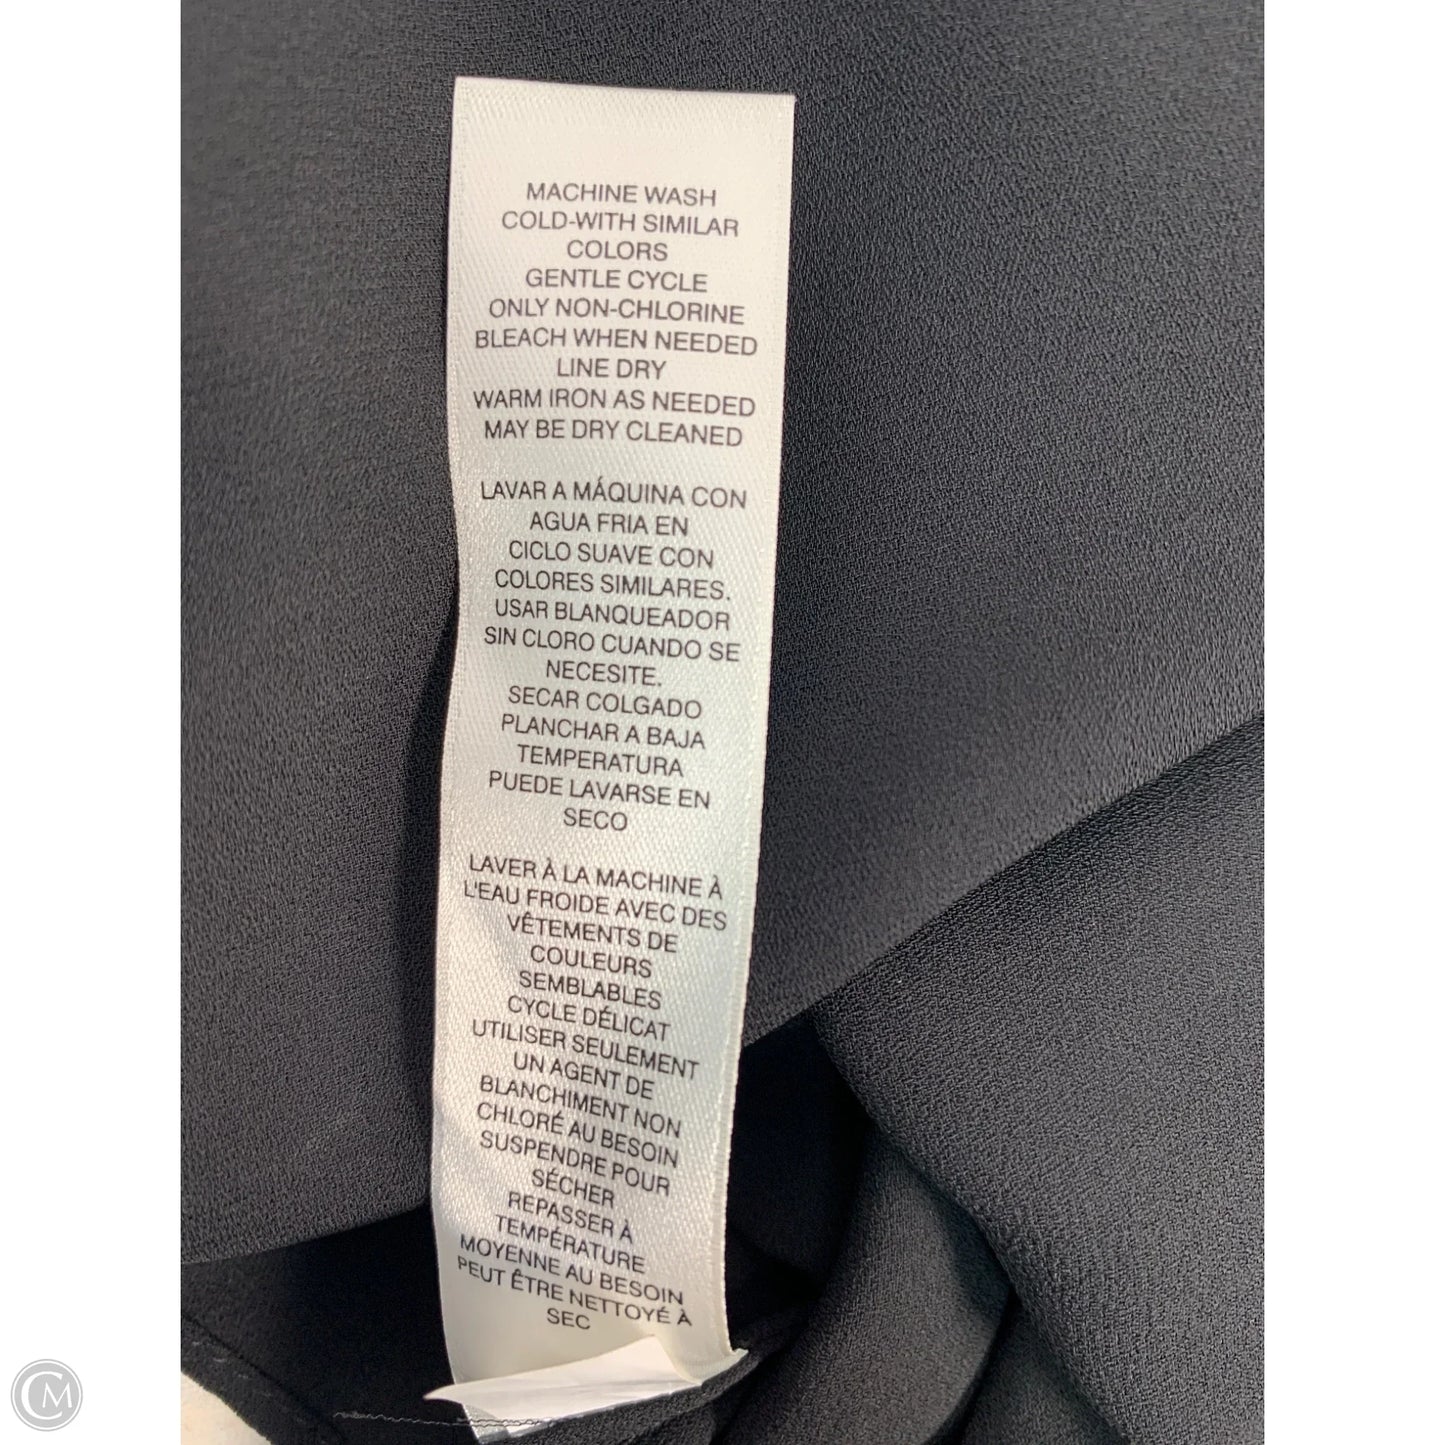 MACHINE WASH
COLD-WITH SIMILAR
COLORS
GENTLE CYCLE
ONLY NON-CHLORINE
BLEACH WHEN NEEDED
LINE DRY
WARM IRON AS NEEDED
MAY BE DRY CLEANED
LAVAR A MÁQUINA CON
AGUA FRIA EN
CICLO SUAVE CON
COLORES SIMILARES.
USAR BLANQUEADOR
SIN CLORO CUANDO SE
NECESITE.
SECAR COLGADO
PLANCHAR A BAJA
TEMPERATURA
PUEDE LAVARSE EN
SECO
LAVER À LA MACHINE À
L'EAU FROIDE AVEC DES
VÊTEMENTS DE
COULEURS
SEMBLABLES
CYCLE DÉLICAT
UTILISER SEULEMENT
UN AGENT DE
BLANCHIMENT NON
CHLORÉ AU BESOIN
SUSPENDRE POUR
SÉCHER
REPASSER À
TEMPÉRATURE
MOYENNE AU BESOIN
PEUT ÊTRE NETTOYÉ À
SEC
CM